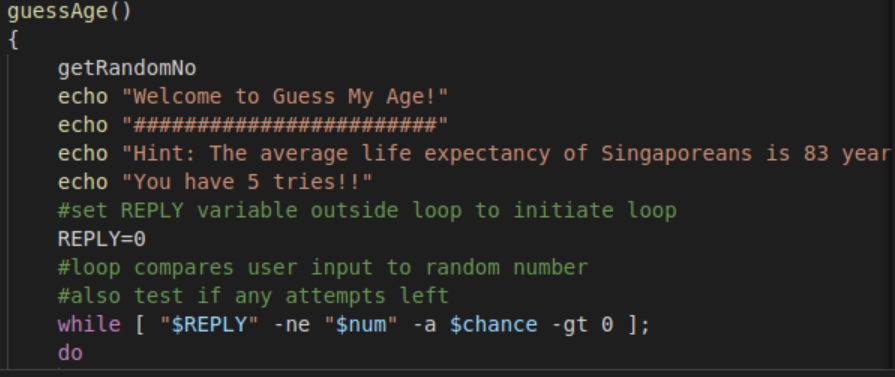 guessAge()
{
getRandomNo
echo "Welcome to Guess My Age!"
echo "########################"
echo "Hint: The average life expectancy of Singaporeans is 83 year
echo "You have 5 tries!!"
#set REPLY variable outside loop to initiate loop
REPLY=0
#loop compares user input to random number
#also test if any attempts left
while [ "$REPLY" -ne "$num" -a $chance -gt 0 ];
do